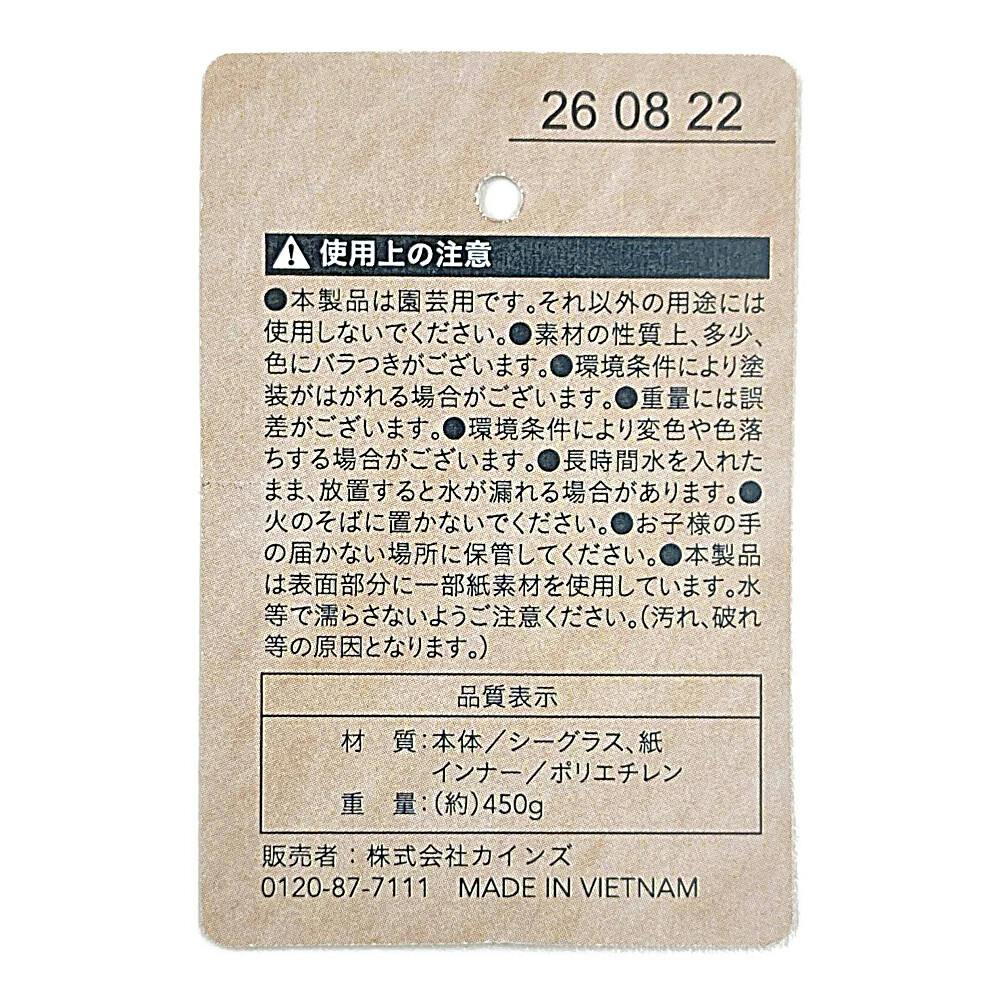 26 08 22
使用上の注意
●本製品は園芸用です。それ以外の用途には
使用しないでください。●素材の性質上、多少、
色にバラつきがございます。●環境条件により塗
装がはがれる場合がございます。●重量には誤
差がございます。●環境条件により変色や色落
ちする場合がございます。●長時間水を入れた
まま、放置すると水が漏れる場合があります。●
火のそばに置かないでください。●お子様の手
の届かない場所に保管してください。●本製品
は表面部分に一部紙素材を使用しています。水
等で濡らさないようご注意ください。(汚れ、破れ
等の原因となります。)
品質表示
材 質:本体/シーグラス、紙
インナー/ポリエチレン
重 量:(約)450g
販売者:株式会社カインズ
0120-87-7111 MADE IN VIETNAM